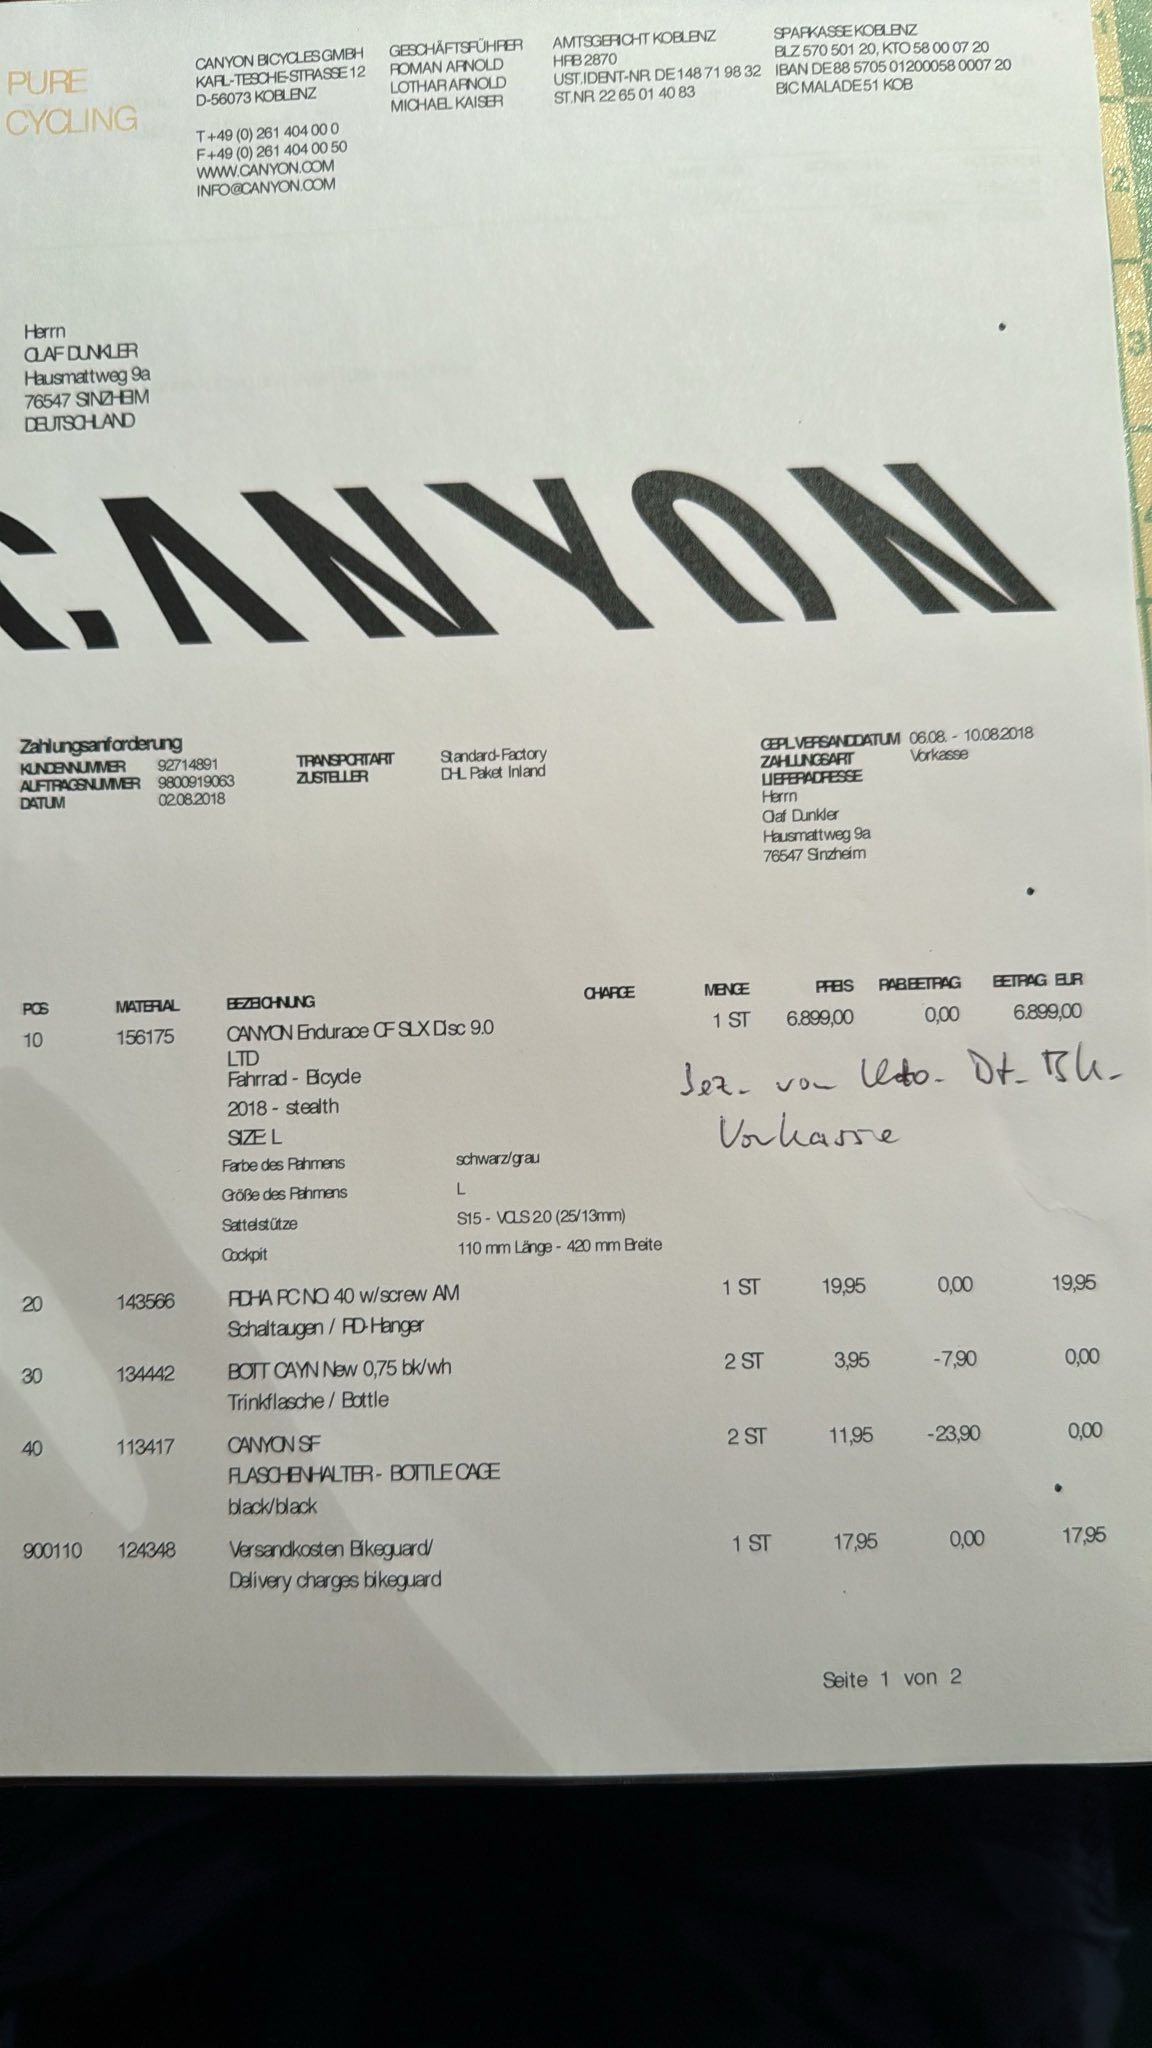 PURE
CYCLING
CANYON BICYCLES GMBH
KARL-TESCHE-STRASSE 12
D-56073 KOBLENZ
T +49 (0) 261 404 00 0
F +49 (0) 261 404 00 50
WWW.CANYON.COM
INFO@CANYON.COM
GESCHÄFTSFÜHRER
ROMAN ARNOLD
LOTHAR ARNOLD
MICHAEL KAISER
AMTSGERICHT KOBLENZ
HRB 2870
UST.IDENT-NR. DE 148 71 98 32
ST.NR. 22 65 01 40 83
SPARKASSE KOBLENZ
BLZ 570 501 20, KTO 58 00 07 20
IBAN DE88 5705 01200058 0007 20
BIC MALADE51 KOB
Herrn
OLAF DUNKLER
Hausmattweg 9a
76547 SINZHEIM
DEUTSCHLAND
CANYON
Zahlungsanforderung
KUNDENNUMMER 92714891
AUFTRAGSNUMMER 9800919063
DATUM 02.08.2018
TRANSPORTART Standard-Factory
ZUSTELLER DHL Paket Inland
GEPL.VERSANDDATUM 06.08. - 10.08.2018
ZAHLUNGSART Vorkasse
LIEFERADRESSE
Herrn
Olaf Dunkler
Hausmattweg 9a
76547 Sinzheim
POS MATERIAL BEZEICHNUNG CHARGE MENGE PREIS RAB.BETRAG BETRAG EUR
10 156175 CANYON Endurace CF SLX Disc 9.0 1 ST 6.899,00 0,00 6.899,00
LTD
Fahrrad - Bicycle
2018 - stealth
SIZE L
bez. von Kto. Dt. Bk.
Vorkasse
Farbe des Rahmens schwarz/grau
Größe des Rahmens L
Sattelstütze S15 - VCLS 2.0 (25/13mm)
Cockpit 110 mm Länge - 420 mm Breite
20 143566 RDHA PC NO. 40 w/screw AM 1 ST 19,95 0,00 19,95
Schaltaugen / RD-Hanger
30 134442 BOTT CAYN New 0,75 bk/wh 2 ST 3,95 -7,90 0,00
Trinkflasche / Bottle
40 113417 CANYON SF 2 ST 11,95 -23,90 0,00
FLASCHENHALTER - BOTTLE CAGE
black/black
900110 124348 Versandkosten Bikeguard/ 1 ST 17,95 0,00 17,95
Delivery charges bikeguard
Seite 1 von 2
1
2
3